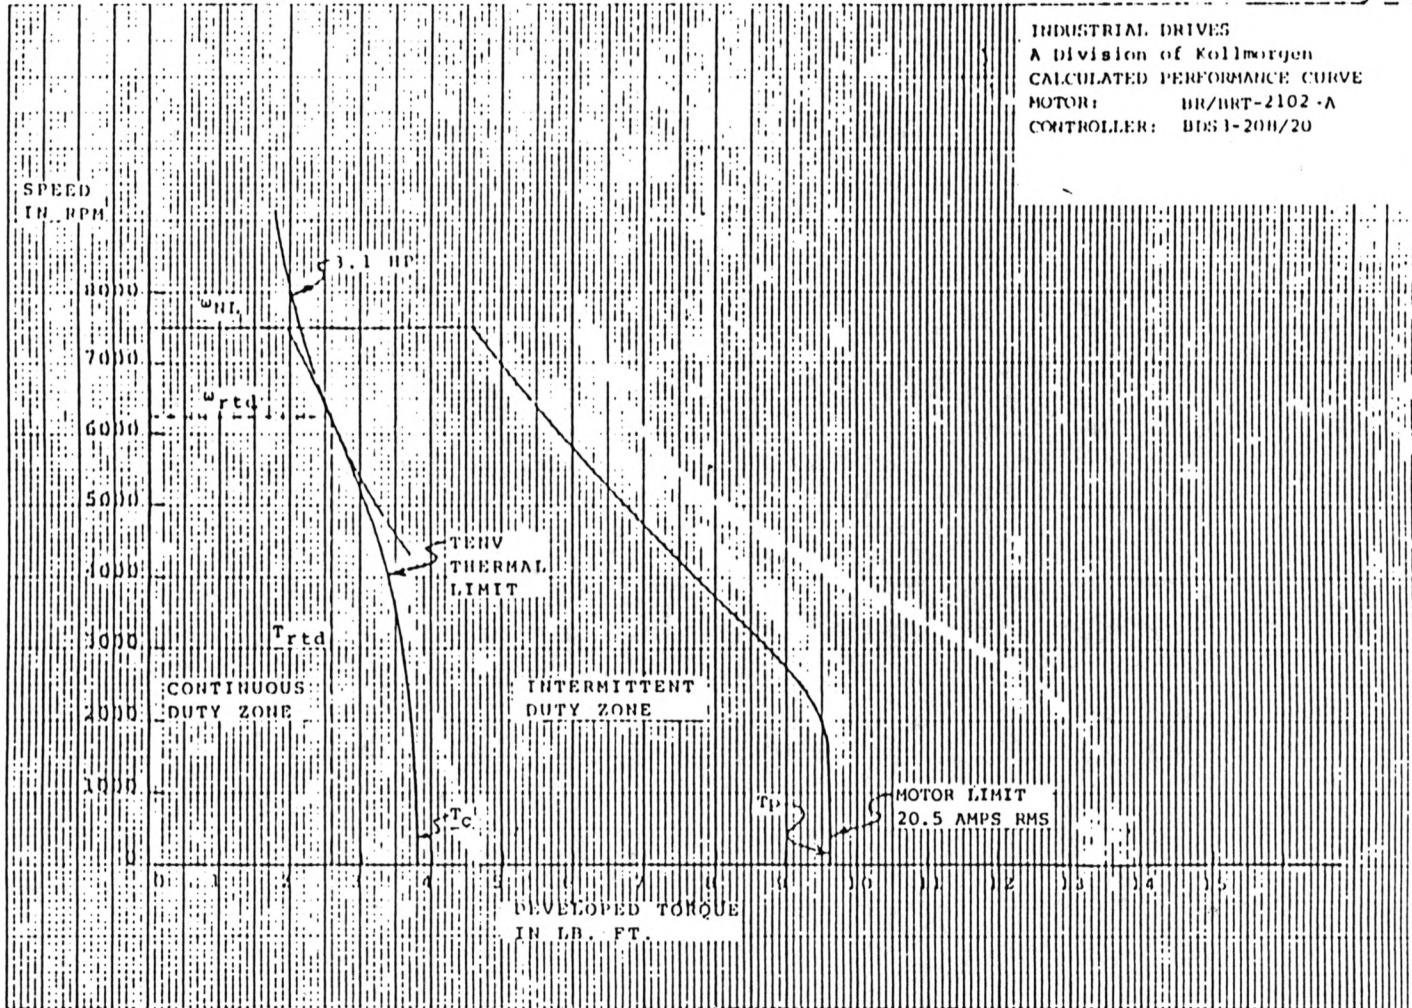 INDUSTRIAL DRIVES
A Division of Kollmorgen
CALCULATED PERFORMANCE CURVE
MOTOR: BR/BRT-2102-A
CONTROLLER: BDS3-20H/20
SPEED
IN RPM
3.1 HP
8000
ωNL
7000
ωrtd
6000
5000
TENV
THERMAL
LIMIT
4000
Trtd
3000
CONTINUOUS
DUTY ZONE
INTERMITTENT
DUTY ZONE
2000
1000
Tc
Tp
MOTOR LIMIT
20.5 AMPS RMS
0
0 1 2 3 4 5 6 7 8 9 10 11 12 13 14 15
DEVELOPED TORQUE
IN LB. FT.